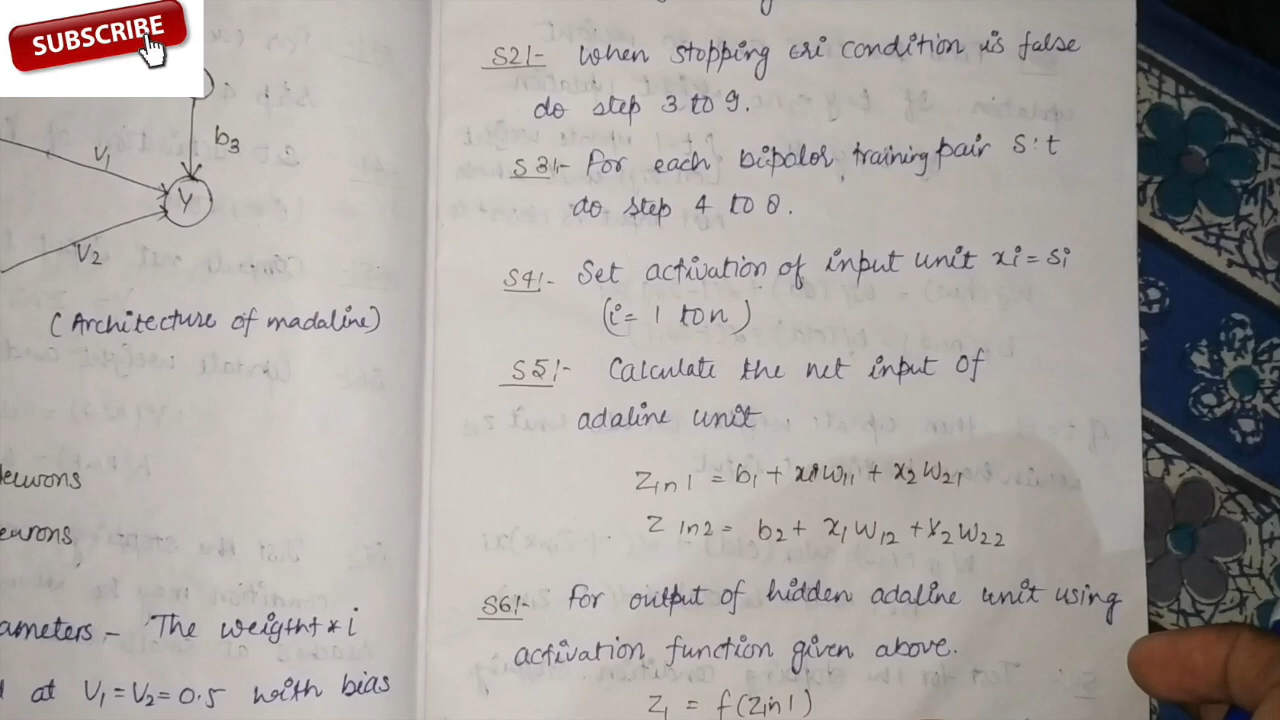 SUBSCRIBE
b3
V1
Y
V2
(Architecture of madaline)
eurons
eurons
ameters - The weight * i
at V1 = V2 = 0.5 with bias
S2/- When stopping cri condition is false
do step 3 to 9.
S3/- For each bipolar training pair s:t
do step 4 to 8.
S4/- Set activation of input unit xi = si
(i = 1 to n)
S5/- Calculate the net input of
adaline unit.
Zin1 = b1 + x1w11 + x2w21
Zin2 = b2 + x1w12 + x2w22
S6/- For output of hidden adaline unit using
activation function given above.
Z1 = f(Zin1)